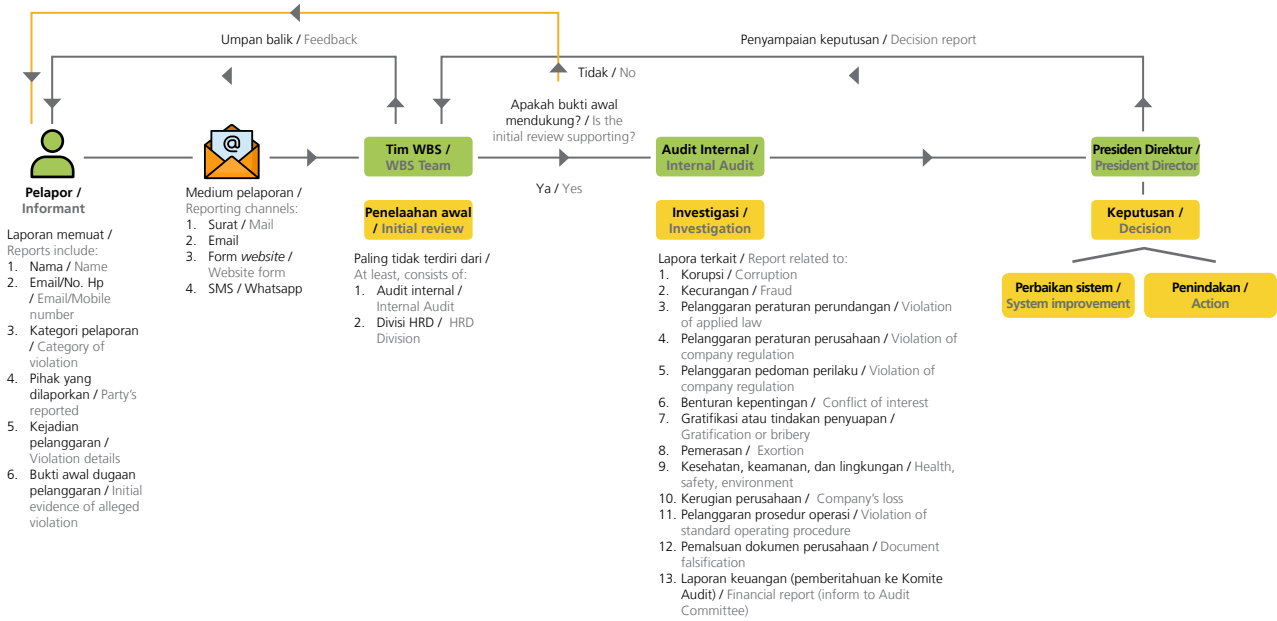 Umpan balik / Feedback
Penyampaian keputusan / Decision report
Tidak / No
Apakah bukti awal
mendukung? / Is the
initial review supporting?
Ya / Yes
@
Pelapor /
Informant
Laporan memuat /
Reports include:
1. Nama / Name
2. Email/No. Hp
/ Email/Mobile
number
3. Kategori pelaporan
/ Category of
violation
4. Pihak yang
dilaporkan / Party's
reported
5. Kejadian
pelanggaran /
Violation details
6. Bukti awal dugaan
pelanggaran / Initial
evidence of alleged
violation
Medium pelaporan /
Reporting channels:
1. Surat / Mail
2. Email
3. Form website /
Website form
4. SMS / Whatsapp
Tim WBS /
WBS Team
Penelaahan awal
/ Initial review
Paling tidak terdiri dari /
At least, consists of:
1. Audit internal /
Internal Audit
2. Divisi HRD / HRD
Division
Audit Internal /
Internal Audit
Investigasi /
Investigation
Lapora terkait / Report related to:
1. Korupsi / Corruption
2. Kecurangan / Fraud
3. Pelanggaran peraturan perundangan / Violation
of applied law
4. Pelanggaran peraturan perusahaan / Violation of
company regulation
5. Pelanggaran pedoman perilaku / Violation of
company regulation
6. Benturan kepentingan / Conflict of interest
7. Gratifikasi atau tindakan penyuapan /
Gratification or bribery
8. Pemerasan / Exortion
9. Kesehatan, keamanan, dan lingkungan / Health,
safety, environment
10. Kerugian perusahaan / Company's loss
11. Pelanggaran prosedur operasi / Violation of
standard operating procedure
12. Pemalsuan dokumen perusahaan / Document
falsification
13. Laporan keuangan (pemberitahuan ke Komite
Audit) / Financial report (inform to Audit
Committee)
Presiden Direktur /
President Director
Keputusan /
Decision
Perbaikan sistem /
System improvement
Penindakan /
Action